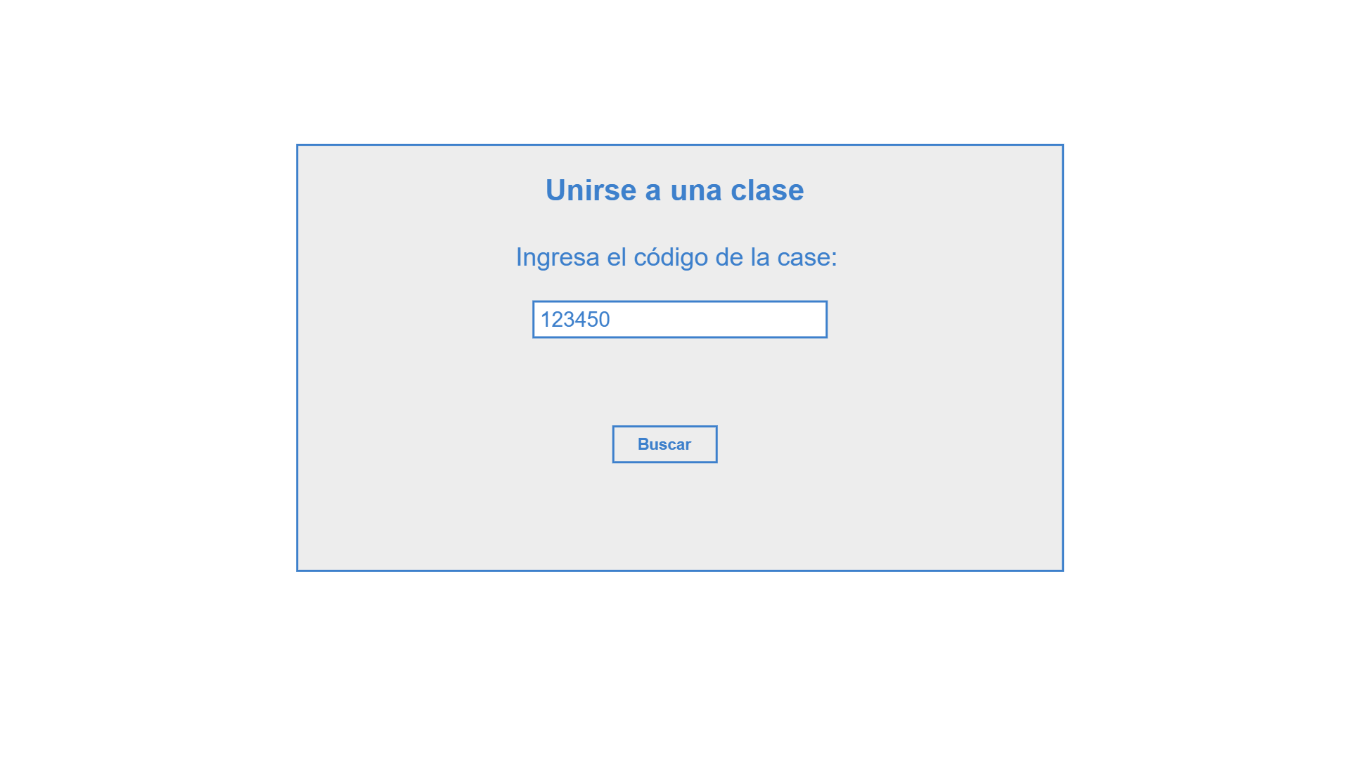 Unirse a una clase
Ingresa el código de la case:
123450
Buscar